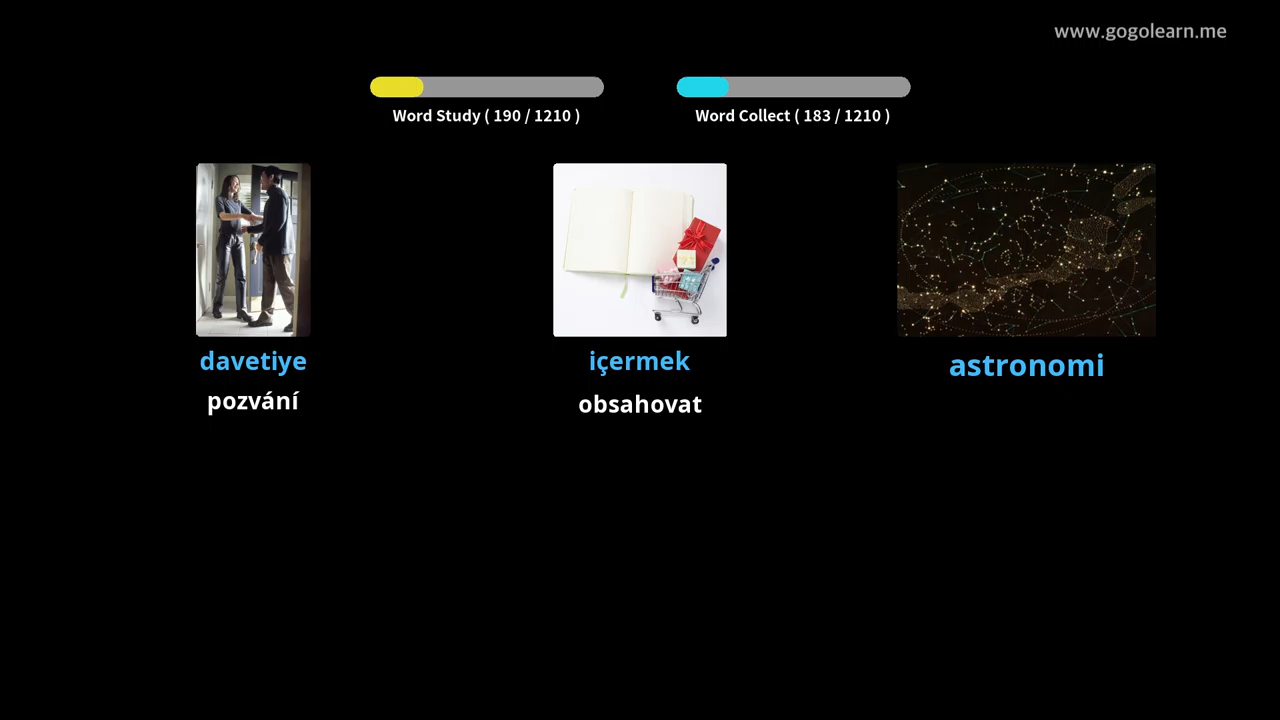 www.gogolearn.me
Word Study ( 190 / 1210 )
Word Collect ( 183 / 1210 )
davetiye
pozvání
içermek
obsahovat
astronomi